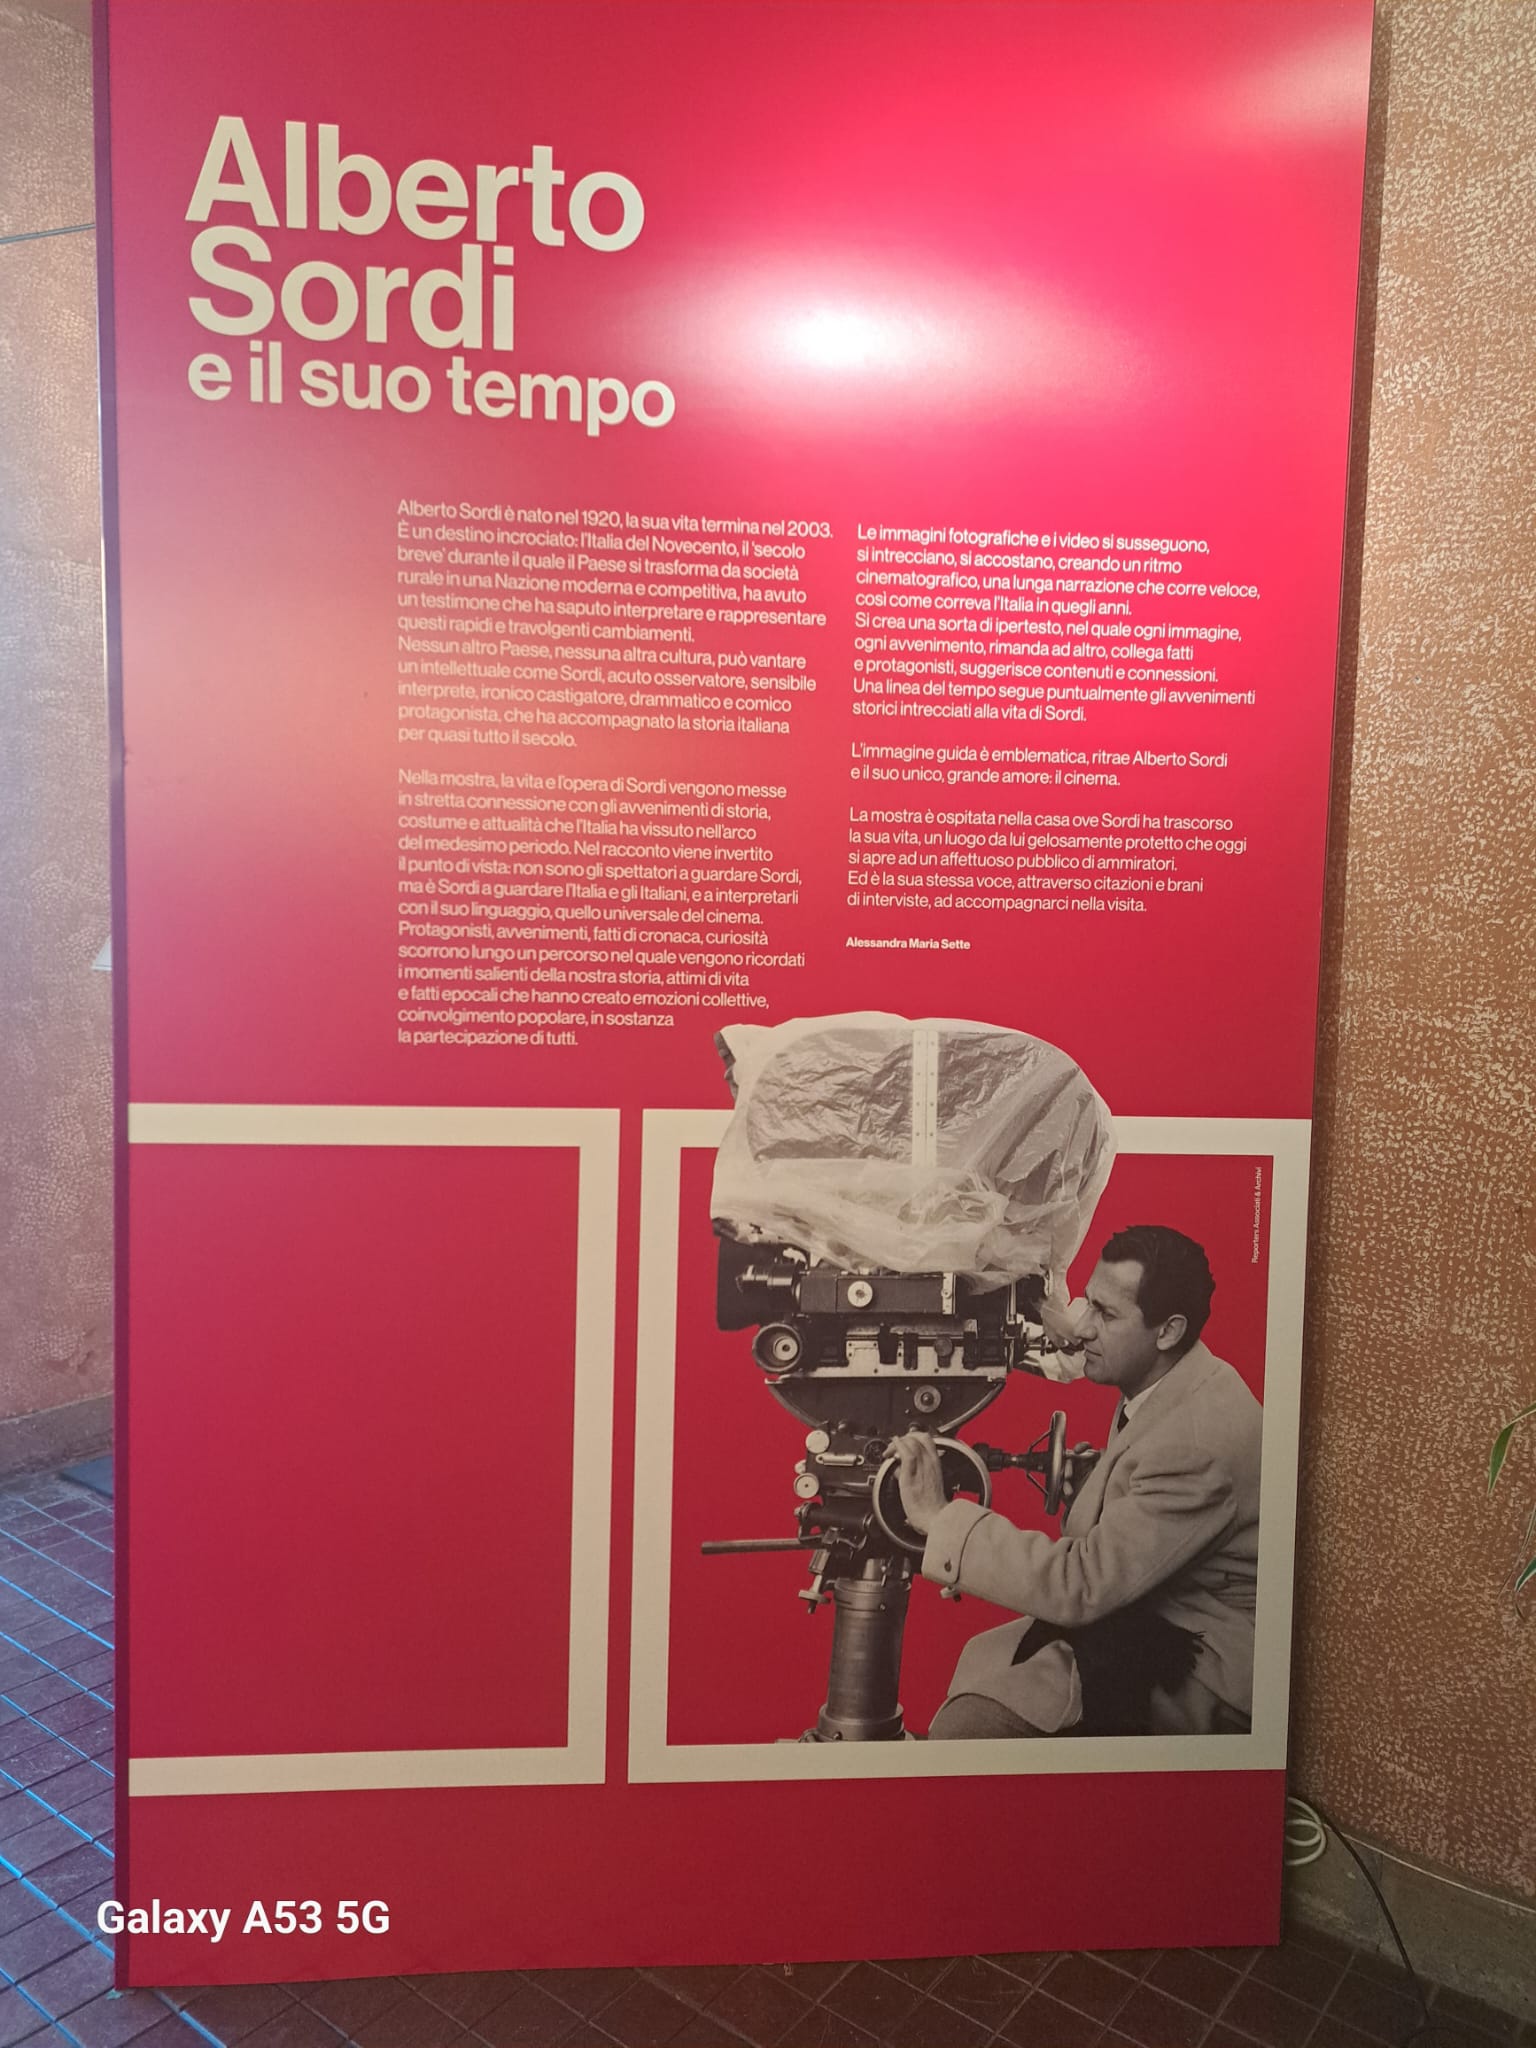 Alberto
Sordi
e il suo tempo
Alberto Sordi è nato nel 1920, la sua vita termina nel 2003.
È un destino incrociato: l'Italia del Novecento, il 'secolo
breve' durante il quale il Paese si trasforma da società
rurale in una Nazione moderna e competitiva, ha avuto
un testimone che ha saputo interpretare e rappresentare
questi rapidi e travolgenti cambiamenti.
Nessun altro Paese, nessuna altra cultura, può vantare
un intellettuale come Sordi, acuto osservatore, sensibile
interprete, ironico castigatore, drammatico e comico
protagonista, che ha accompagnato la storia italiana
per quasi tutto il secolo.
Nella mostra, la vita e l'opera di Sordi vengono messe
in stretta connessione con gli avvenimenti di storia,
costume e attualità che l'Italia ha vissuto nell'arco
del medesimo periodo. Nel racconto viene invertito
il punto di vista: non sono gli spettatori a guardare Sordi,
ma è Sordi a guardare l'Italia e gli Italiani, e a interpretarli
con il suo linguaggio, quello universale del cinema.
Protagonisti, avvenimenti, fatti di cronaca, curiosità
scorrono lungo un percorso nel quale vengono ricordati
i momenti salienti della nostra storia, attimi di vita
e fatti epocali che hanno creato emozioni collettive,
coinvolgimento popolare, in sostanza
la partecipazione di tutti.
Le immagini fotografiche e i video si susseguono,
si intrecciano, si accostano, creando un ritmo
cinematografico, una lunga narrazione che corre veloce,
così come correva l'Italia in quegli anni.
Si crea una sorta di ipertesto, nel quale ogni immagine,
ogni avvenimento, rimanda ad altro, collega fatti
e protagonisti, suggerisce contenuti e connessioni.
Una linea del tempo segue puntualmente gli avvenimenti
storici intrecciati alla vita di Sordi.
L'immagine guida è emblematica, ritrae Alberto Sordi
e il suo unico, grande amore: il cinema.
La mostra è ospitata nella casa ove Sordi ha trascorso
la sua vita, un luogo da lui gelosamente protetto che oggi
si apre ad un affettuoso pubblico di ammiratori.
Ed è la sua stessa voce, attraverso citazioni e brani
di interviste, ad accompagnarci nella visita.
Alessandra Maria Sette
Reporters Associati & Archivi
Galaxy A53 5G